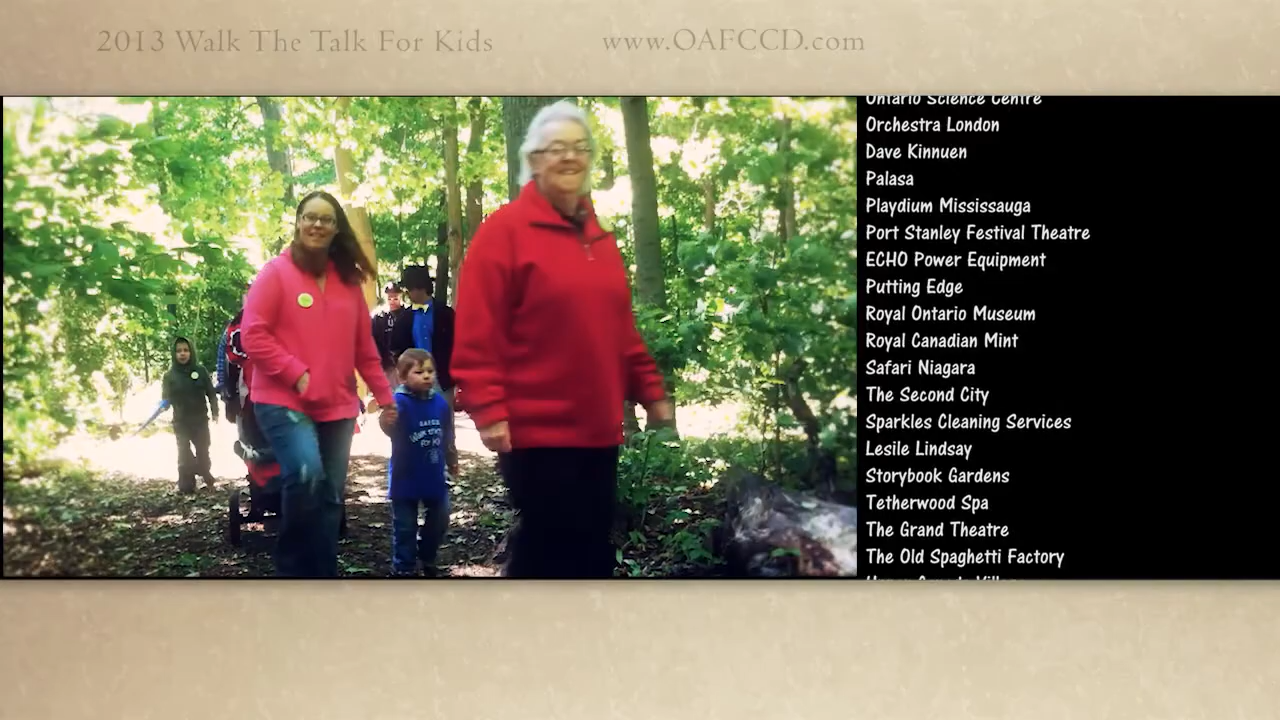 2013 Walk The Talk For Kids
www.OAFCCD.com
Ontario Science Centre
Orchestra London
Dave Kinnuen
Palasa
Playdium Mississauga
Port Stanley Festival Theatre
ECHO Power Equipment
Putting Edge
Royal Ontario Museum
Royal Canadian Mint
Safari Niagara
The Second City
Sparkles Cleaning Services
Lesile Lindsay
Storybook Gardens
Tetherwood Spa
The Grand Theatre
The Old Spaghetti Factory